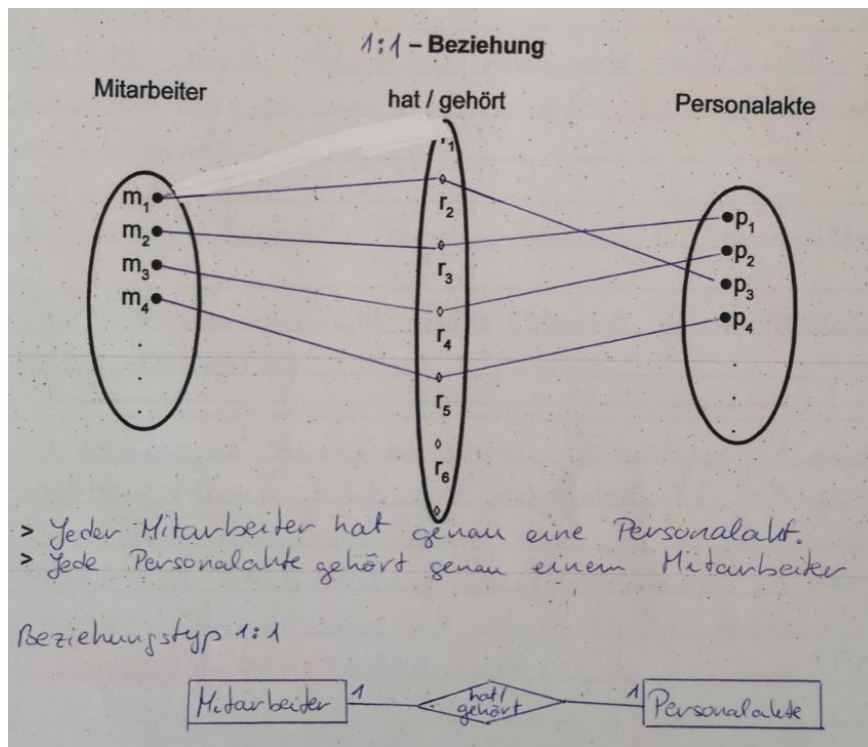 1:1 – Beziehung
Mitarbeiter
hat / gehört
Personalakte
m1
m2
m3
m4
.
.
.
r1
r2
r3
r4
r5
r6
p1
p2
p3
p4
.
.
.
> Jeder Mitarbeiter hat genau eine Personalakt.
> Jede Personalakte gehört genau einem Mitarbeiter
Beziehungstyp 1:1
Mitarbeiter 1 hat/ 1 Personalakte
gehört